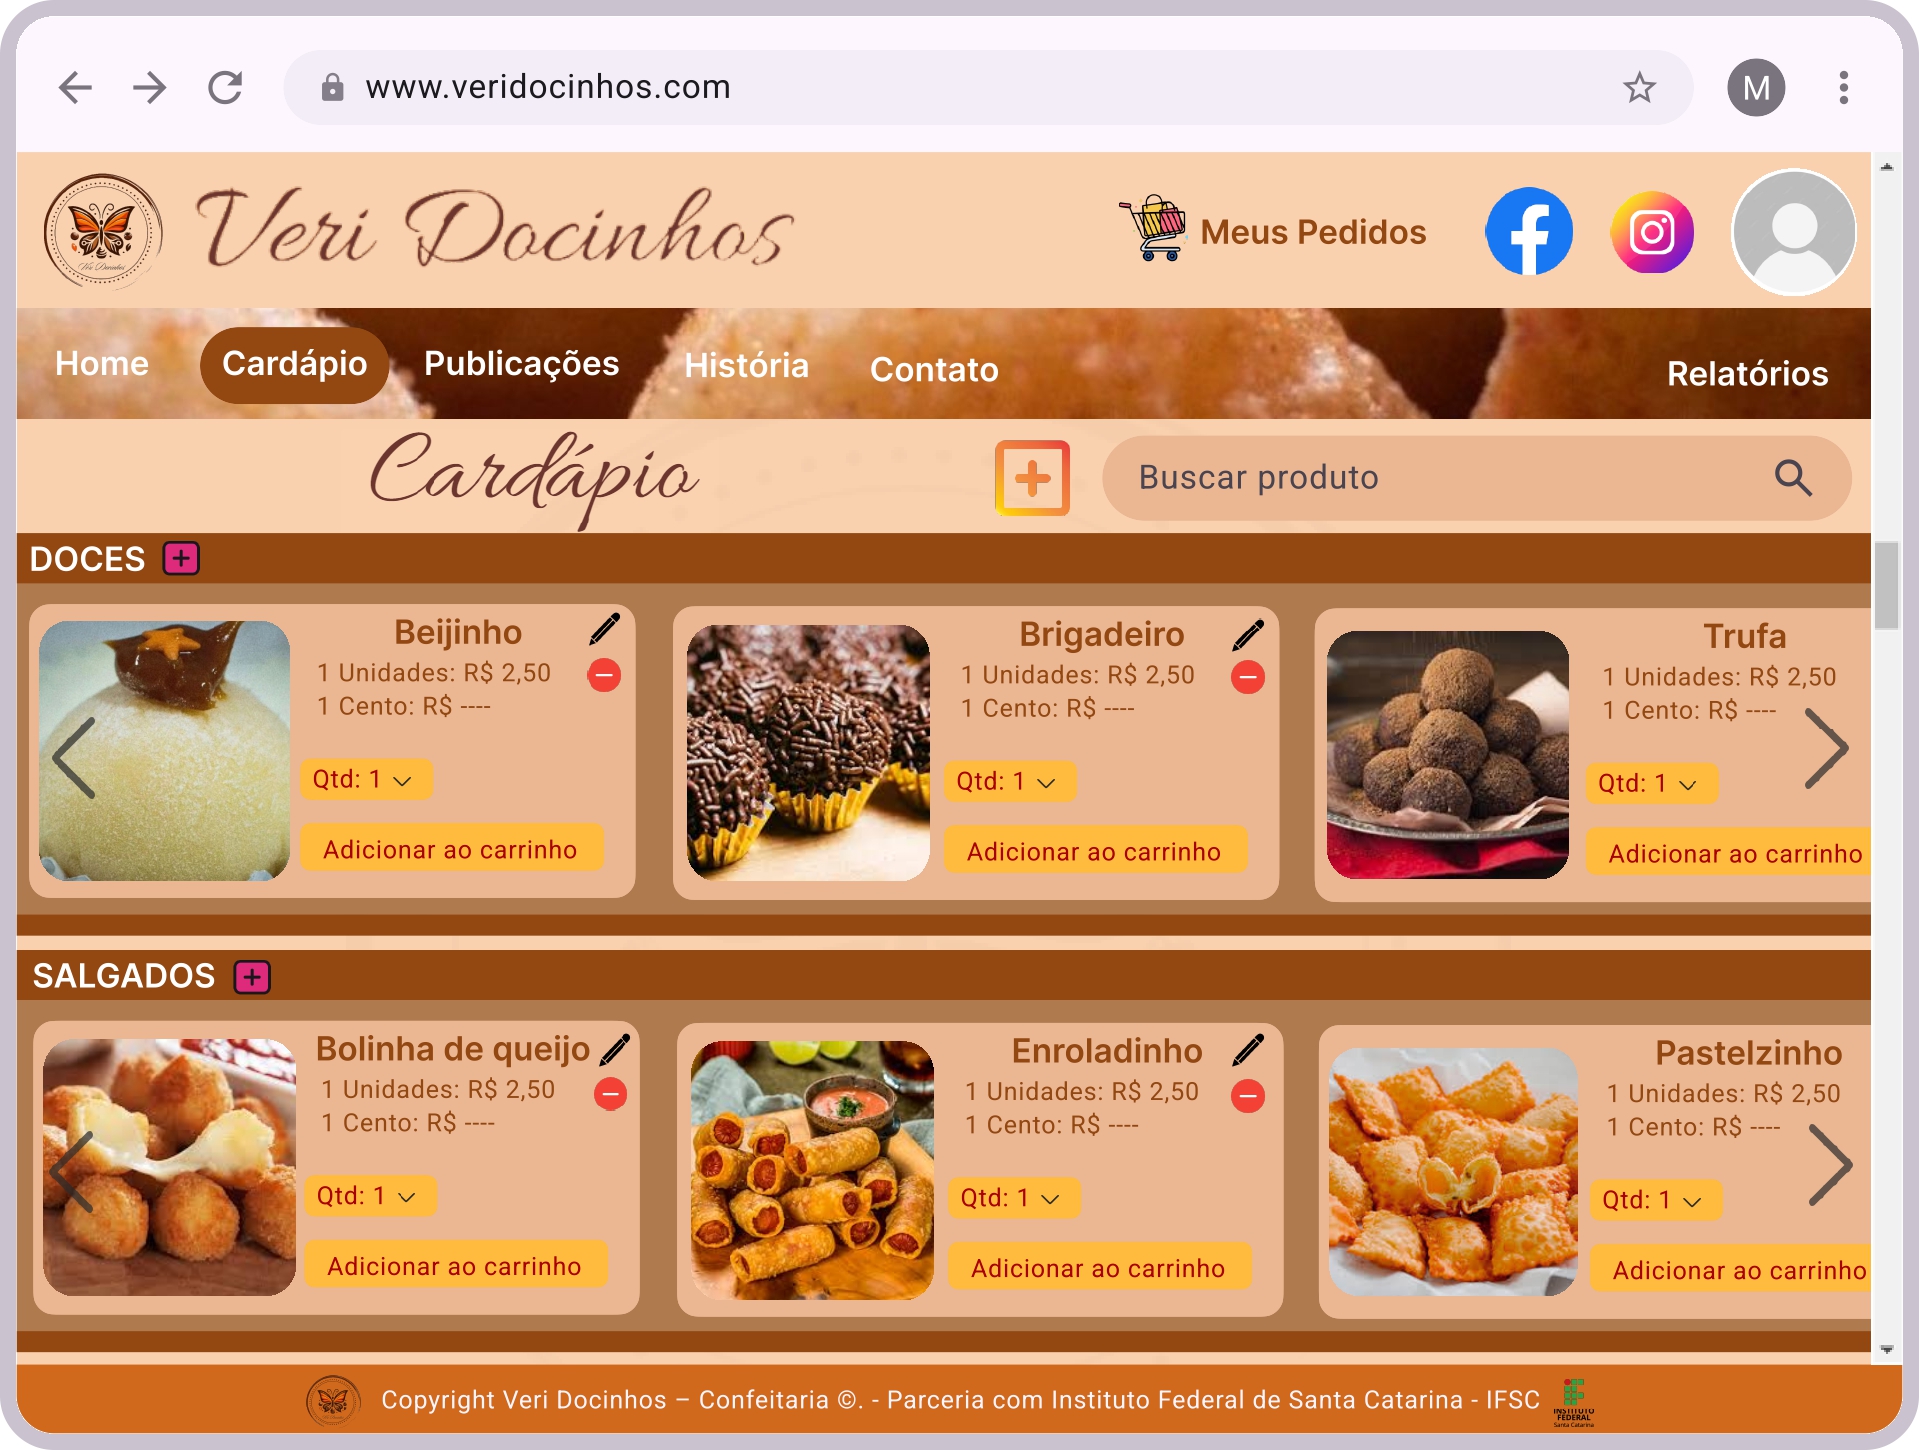 www.veridocinhos.com
M
Veri Docinhos
Veri Docinhos
Meus Pedidos
Home
Cardápio
Publicações
História
Contato
Relatórios
Cardápio
Buscar produto
DOCES
Beijinho
1 Unidades: R$ 2,50
1 Cento: R$ ----
Qtd: 1
Adicionar ao carrinho
Brigadeiro
1 Unidades: R$ 2,50
1 Cento: R$ ----
Qtd: 1
Adicionar ao carrinho
Trufa
1 Unidades: R$ 2,50
1 Cento: R$ ----
Qtd: 1
Adicionar ao carrinho
SALGADOS
Bolinha de queijo
1 Unidades: R$ 2,50
1 Cento: R$ ----
Qtd: 1
Adicionar ao carrinho
Enroladinho
1 Unidades: R$ 2,50
1 Cento: R$ ----
Qtd: 1
Adicionar ao carrinho
Pastelzinho
1 Unidades: R$ 2,50
1 Cento: R$ ----
Qtd: 1
Adicionar ao carrinho
Copyright Veri Docinhos – Confeitaria ©. - Parceria com Instituto Federal de Santa Catarina - IFSC
INSTITUTO
FEDERAL
Santa Catarina